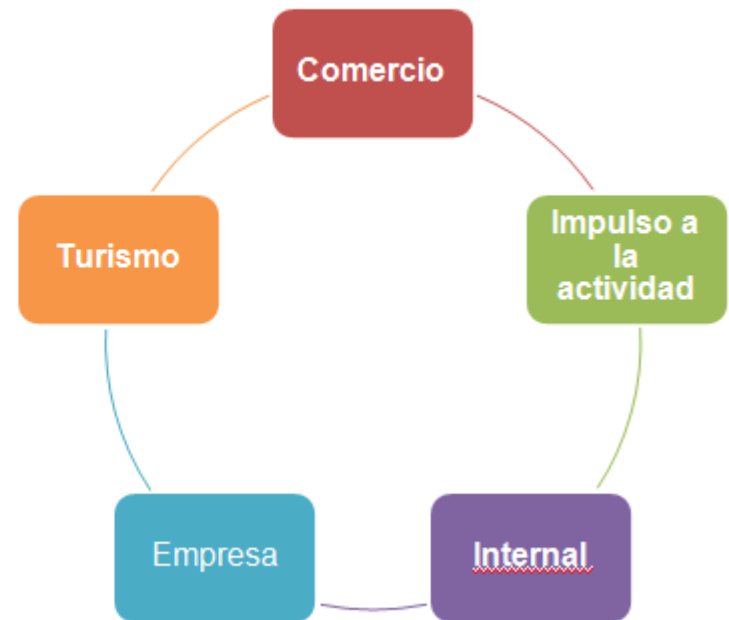 Comercio
Impulso a
la
actividad
Internal
Empresa
Turismo